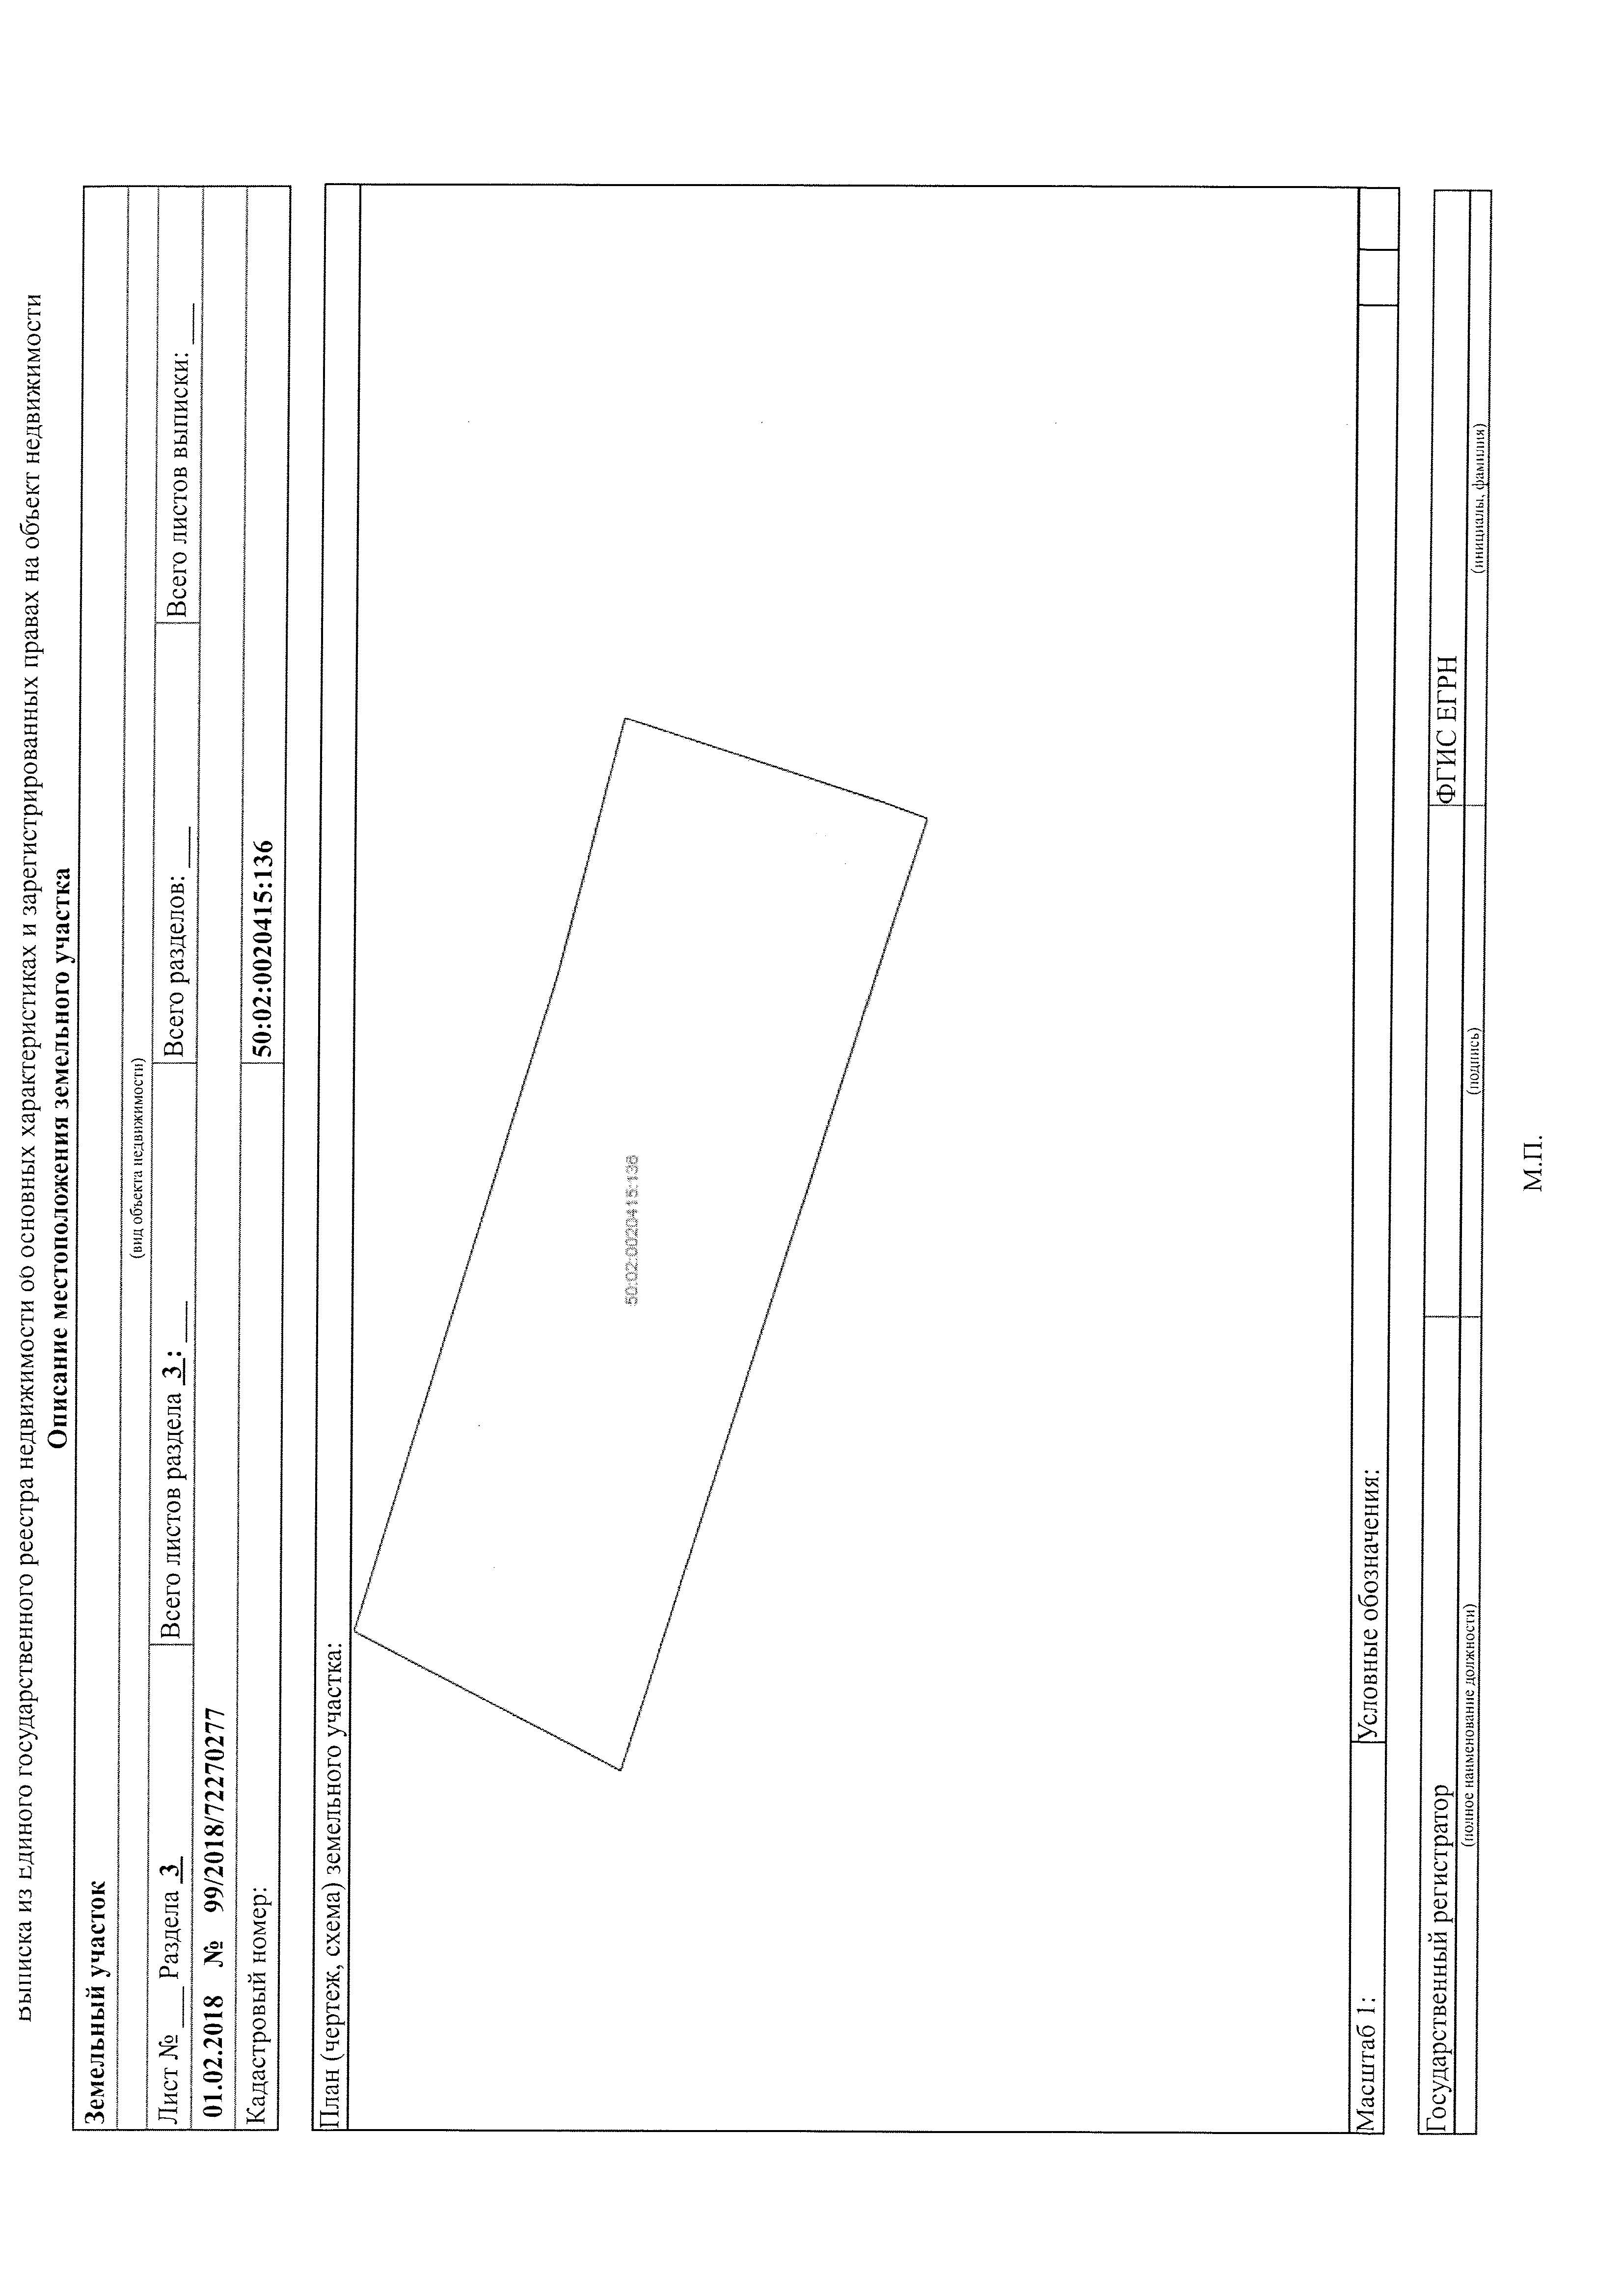 Выписка из Единого государственного реестра недвижимости об основных характеристиках и зарегистрированных правах на объект недвижимости
Описание местоположения земельного участка
Земельный участок
(вид объекта недвижимости)
Лист № ___ Раздела 3 Всего листов раздела 3 : ___ Всего разделов: ___ Всего листов выписки: ___
01.02.2018 № 99/2018/7227027​7
Кадастровый номер: 50:02:0020415:136
План (чертеж, схема) земельного участка:
50:02:0020415:136
Масштаб 1: Условные обозначения:
Государственный регистратор ФГИС ЕГРН
(полное наименование должности) (подпись) (инициалы, фамилия)
М.П.